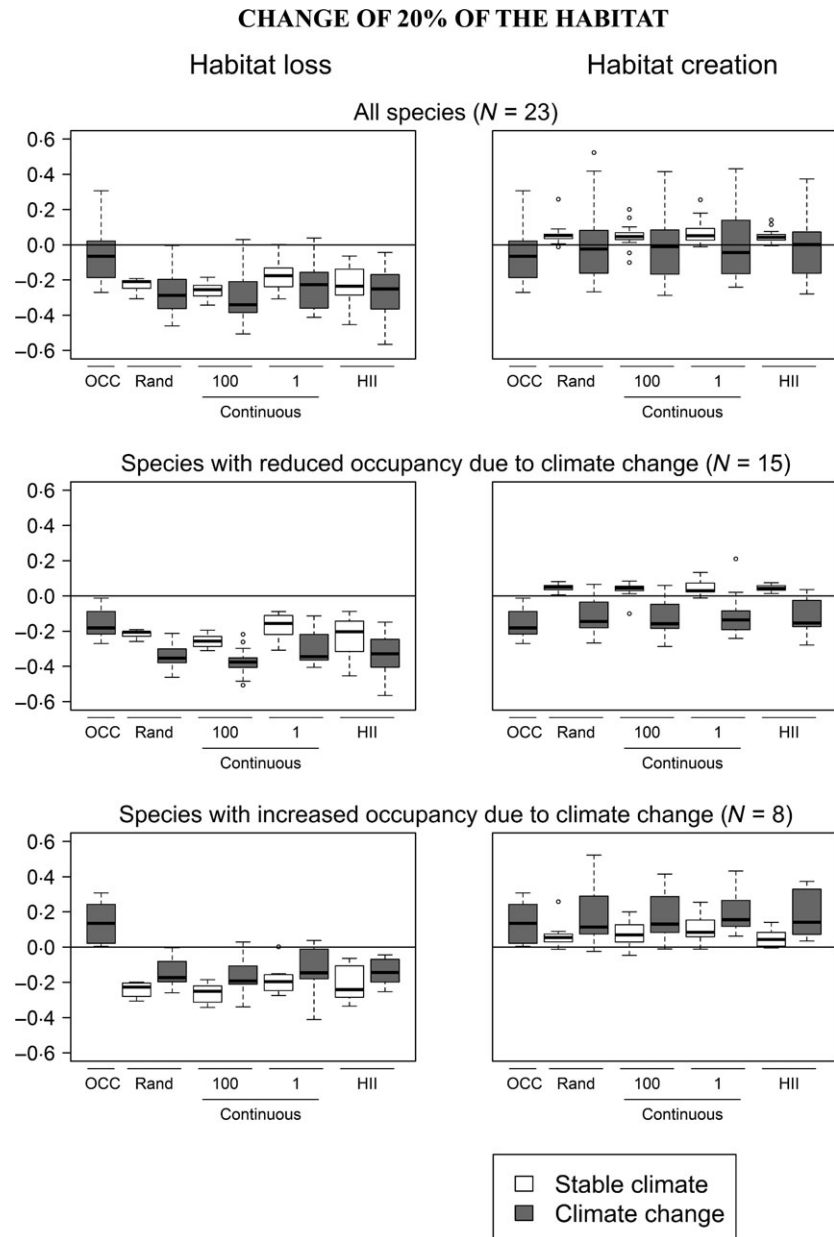 CHANGE OF 20% OF THE HABITAT
Habitat loss Habitat creation
All species (N = 23)
0·6
0·4
0·2
0·0
–0·2
–0·4
–0·6
OCC Rand 100 1 HII
Continuous
OCC Rand 100 1 HII
Continuous
Species with reduced occupancy due to climate change (N = 15)
0·6
0·4
0·2
0·0
–0·2
–0·4
–0·6
OCC Rand 100 1 HII
Continuous
OCC Rand 100 1 HII
Continuous
Species with increased occupancy due to climate change (N = 8)
0·6
0·4
0·2
0·0
–0·2
–0·4
–0·6
OCC Rand 100 1 HII
Continuous
OCC Rand 100 1 HII
Continuous
Stable climate
Climate change